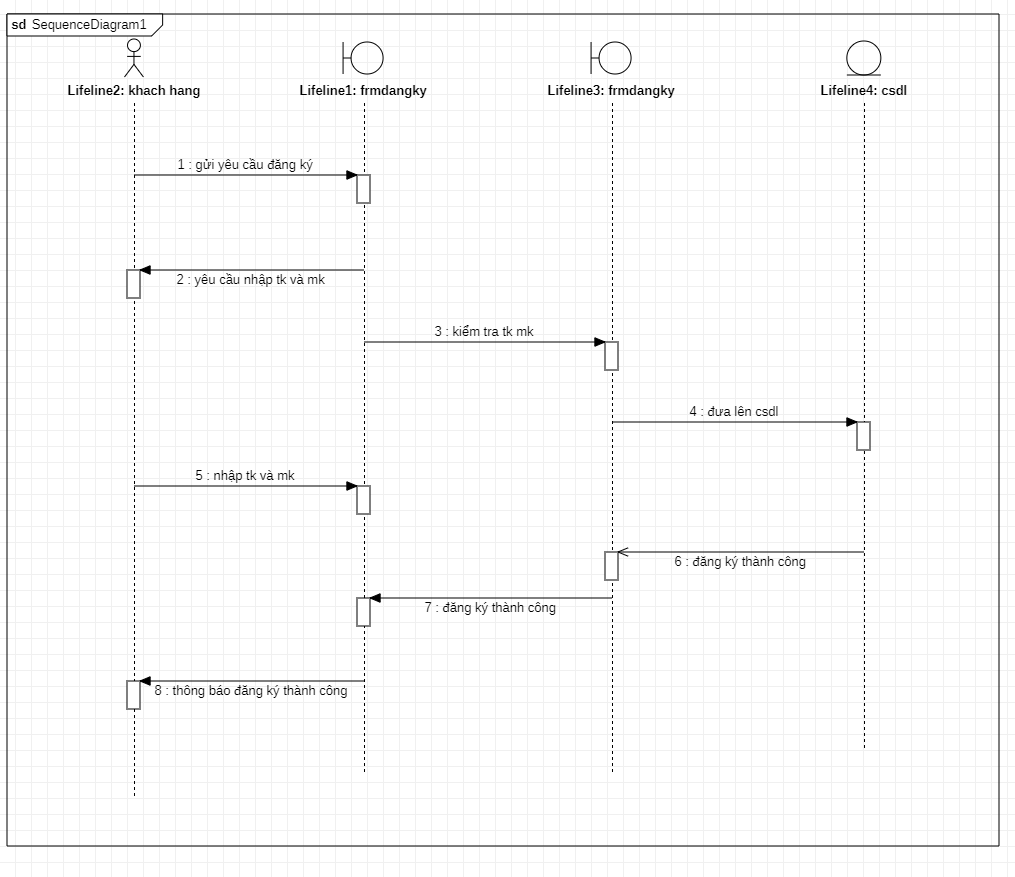 sd SequenceDiagram1
Lifeline2: khach hang
Lifeline1: frmdangky
Lifeline3: frmdangky
Lifeline4: csdl
1 : gửi yêu cầu đăng ký
2 : yêu cầu nhập tk và mk
3 : kiểm tra tk mk
4 : đưa lên csdl
5 : nhập tk và mk
6 : đăng ký thành công
7 : đăng ký thành công
8 : thông báo đăng ký thành công